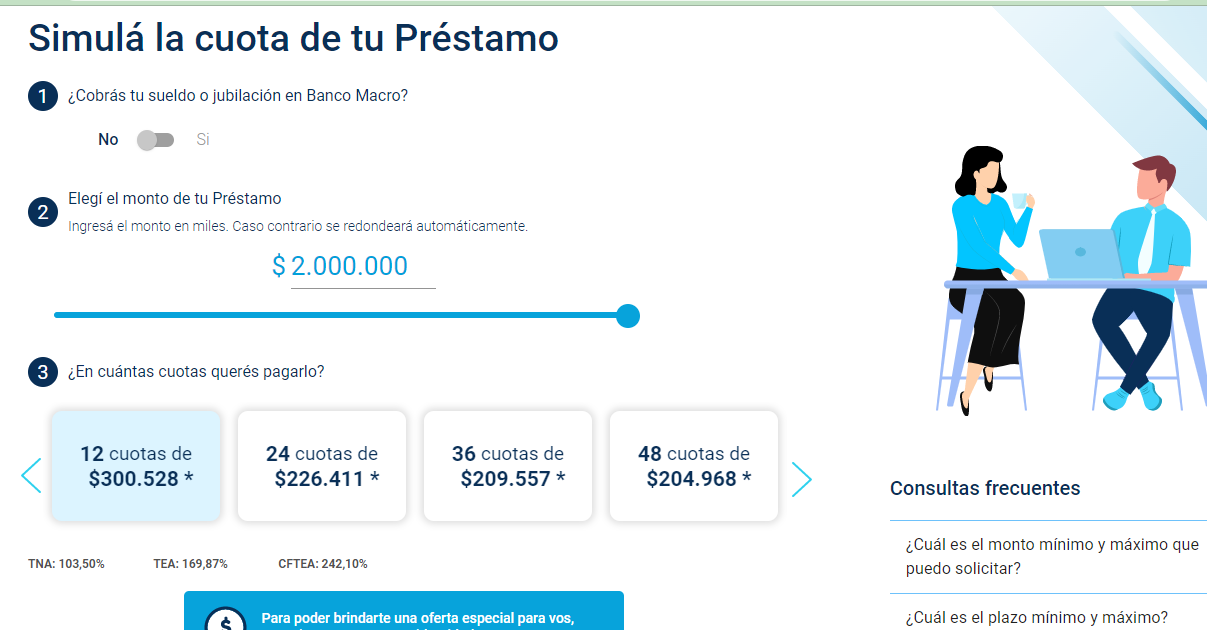 Simulá la cuota de tu Préstamo
1 ¿Cobrás tu sueldo o jubilación en Banco Macro?
No Si
2 Elegí el monto de tu Préstamo
Ingresá el monto en miles. Caso contrario se redondeará automáticamente.
$ 2.000.000
3 ¿En cuántas cuotas querés pagarlo?
12 cuotas de
$300.528 *
24 cuotas de
$226.411 *
36 cuotas de
$209.557 *
48 cuotas de
$204.968 *
TNA: 103,50% TEA: 169,87% CFTEA: 242,10%
$ Para poder brindarte una oferta especial para vos,
Consultas frecuentes
¿Cuál es el monto mínimo y máximo que
puedo solicitar?
¿Cuál es el plazo mínimo y máximo?